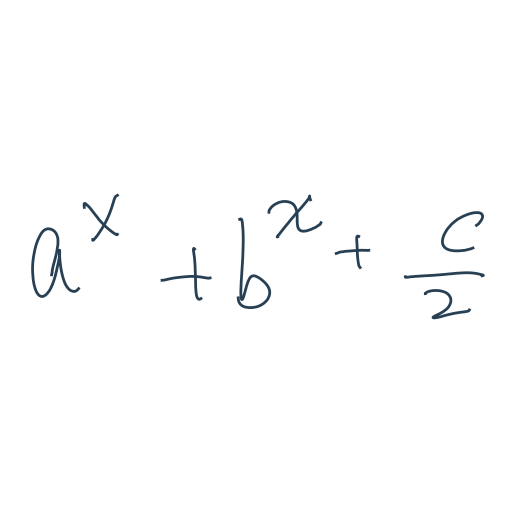 a^x + b^x + c/2